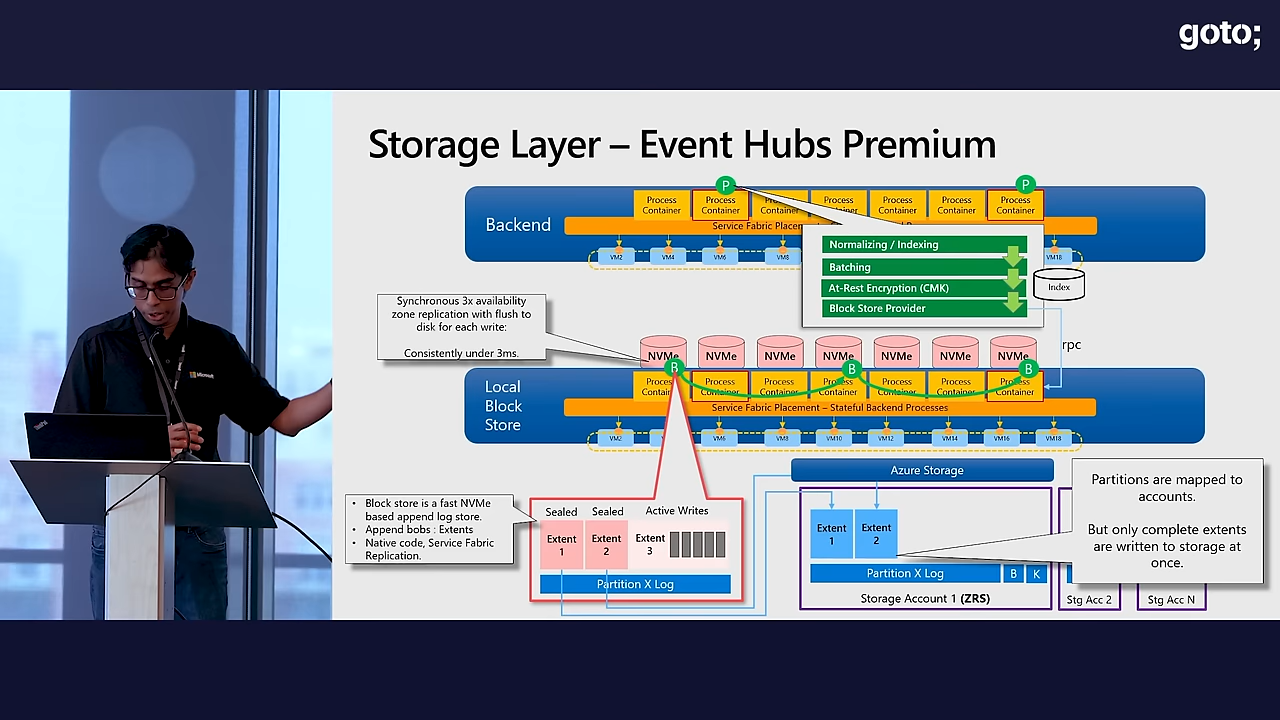 goto;
Storage Layer – Event Hubs Premium
P
P
Backend
Process
Container
Process
Container
Process
Container
Process
Container
Process
Container
Process
Container
Process
Container
Service Fabric Placem
VM2
VM4
VM6
VM8
VM18
Normalizing / Indexing
Batching
At-Rest Encryption (CMK)
Block Store Provider
Index
rpc
Synchronous 3x availability
zone replication with flush to
disk for each write:
Consistently under 3ms.
NVMe
NVMe
NVMe
NVMe
NVMe
NVMe
NVMe
B
B
B
Local
Block
Store
Process
Container
Process
Container
Process
Container
Process
Container
Process
Container
Process
Container
Process
Container
Service Fabric Placement – Stateful Backend Processes
VM2
VM6
VM8
VM10
VM12
VM14
VM16
VM18
Microsoft
• Block store is a fast NVMe
based append log store.
• Append bobs : Extents
• Native code, Service Fabric
Replication.
Sealed
Sealed
Active Writes
Extent
1
Extent
2
Extent
3
Partition X Log
Azure Storage
Extent
1
Extent
2
Partition X Log
B
K
Storage Account 1 (ZRS)
Stg Acc 2
Stg Acc N
Partitions are mapped to
accounts.
But only complete extents
are written to storage at
once.